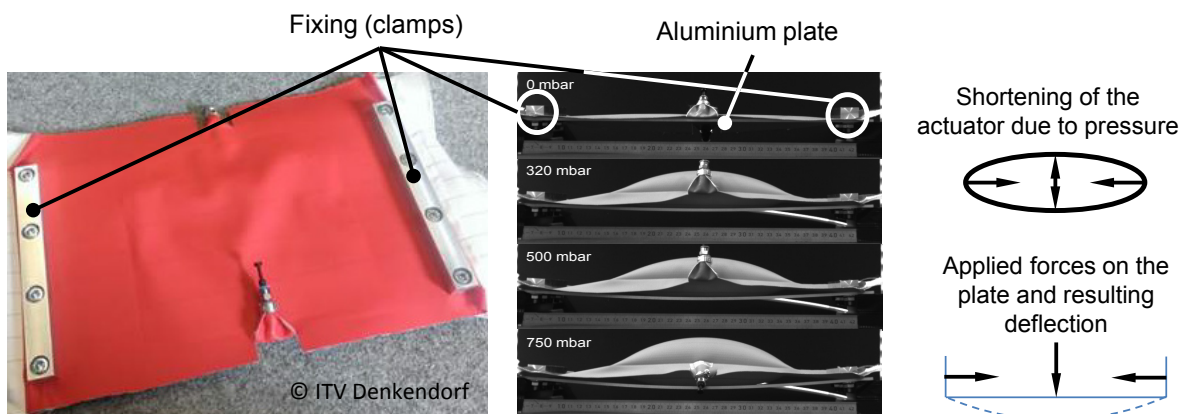 Fixing (clamps)
Aluminium plate
0 mbar
320 mbar
500 mbar
750 mbar
© ITV Denkendorf
Shortening of the
actuator due to pressure
Applied forces on the
plate and resulting
deflection